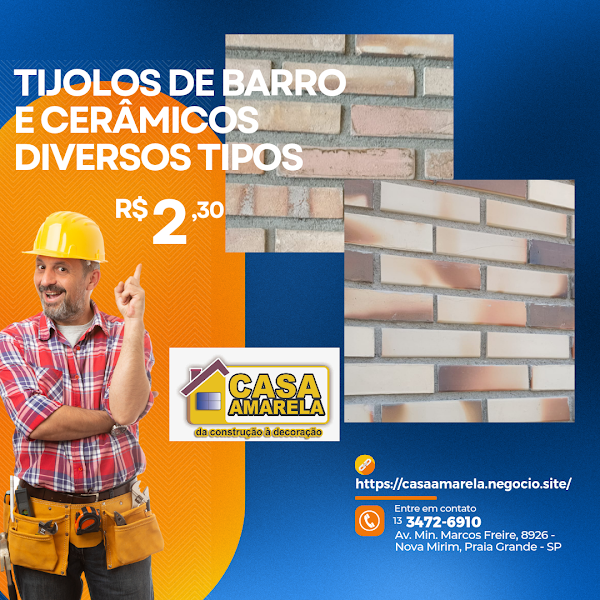 TIJOLOS DE BARRO
E CERÂMICOS
DIVERSOS TIPOS
R$ 2,30
CASA
AMARELA
da construção à decoração
https://casaamarela.negocio.site/
Entre em contato
13 3472-6910
Av. Min. Marcos Freire, 8926 -
Nova Mirim, Praia Grande - SP